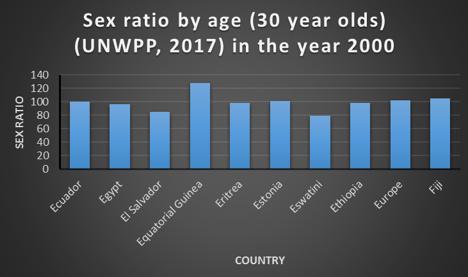 Sex ratio by age (30 year olds)
(UNWPP, 2017) in the year 2000
SEX RATIO
140
120
100
80
60
40
20
0
Ecuador
Egypt
El Salvador
Equatorial Guinea
Eritrea
Estonia
Eswatini
Ethiopia
Europe
Fiji
COUNTRY